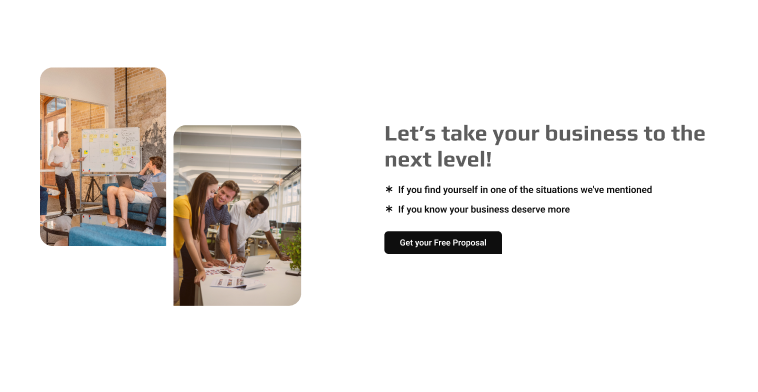 Let's take your business to the
next level!
* If you find yourself in one of the situations we've mentioned
* If you know your business deserve more
Get your Free Proposal